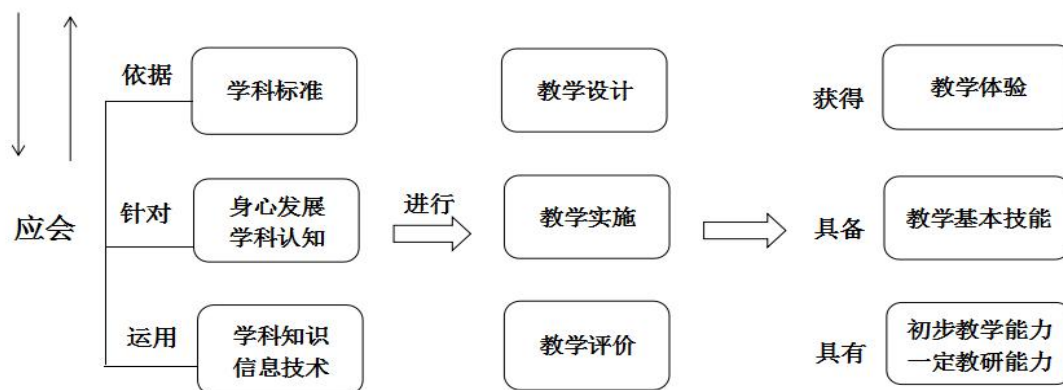 依据
学科标准
教学设计
获得
教学体验
应会
针对
身心发展
学科认知
进行
教学实施
具备
教学基本技能
运用
学科知识
信息技术
教学评价
具有
初步教学能力
一定教研能力